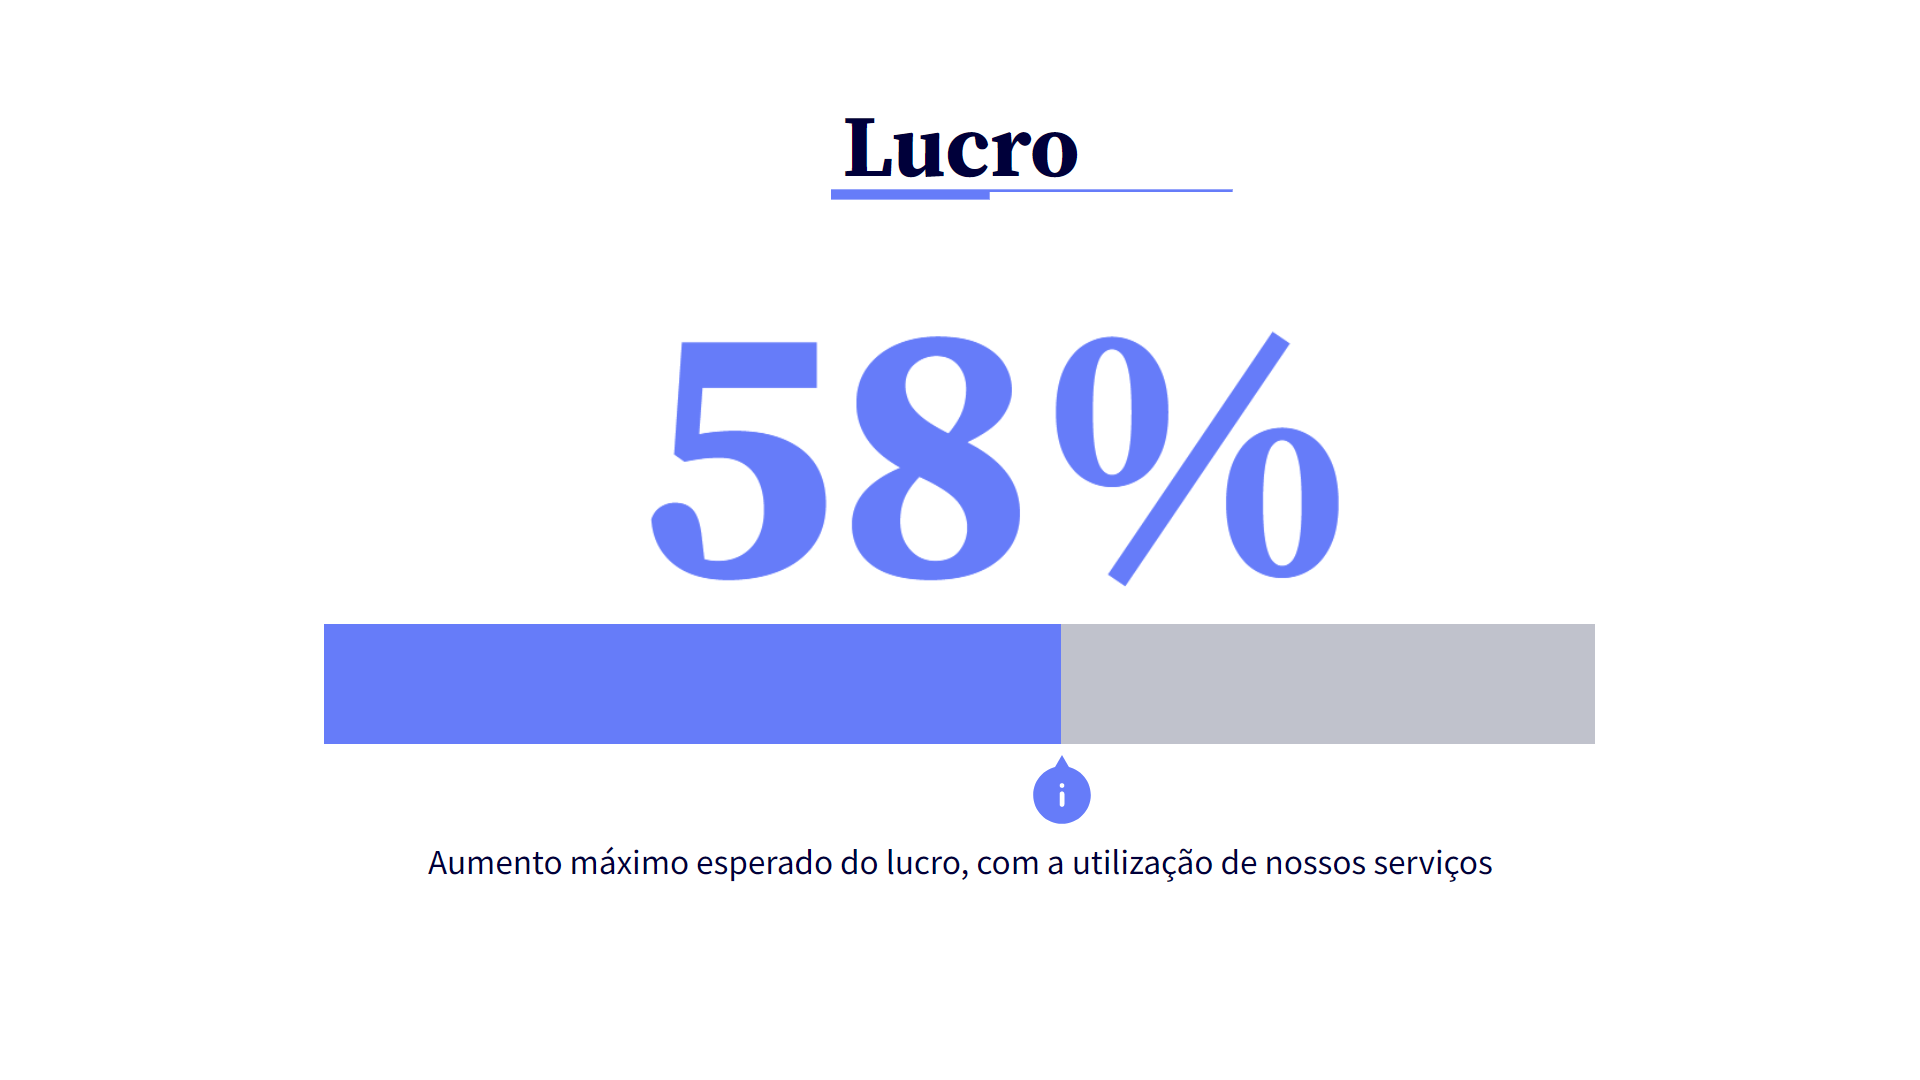 Lucro
58%
i
Aumento máximo esperado do lucro, com a utilização de nossos serviços